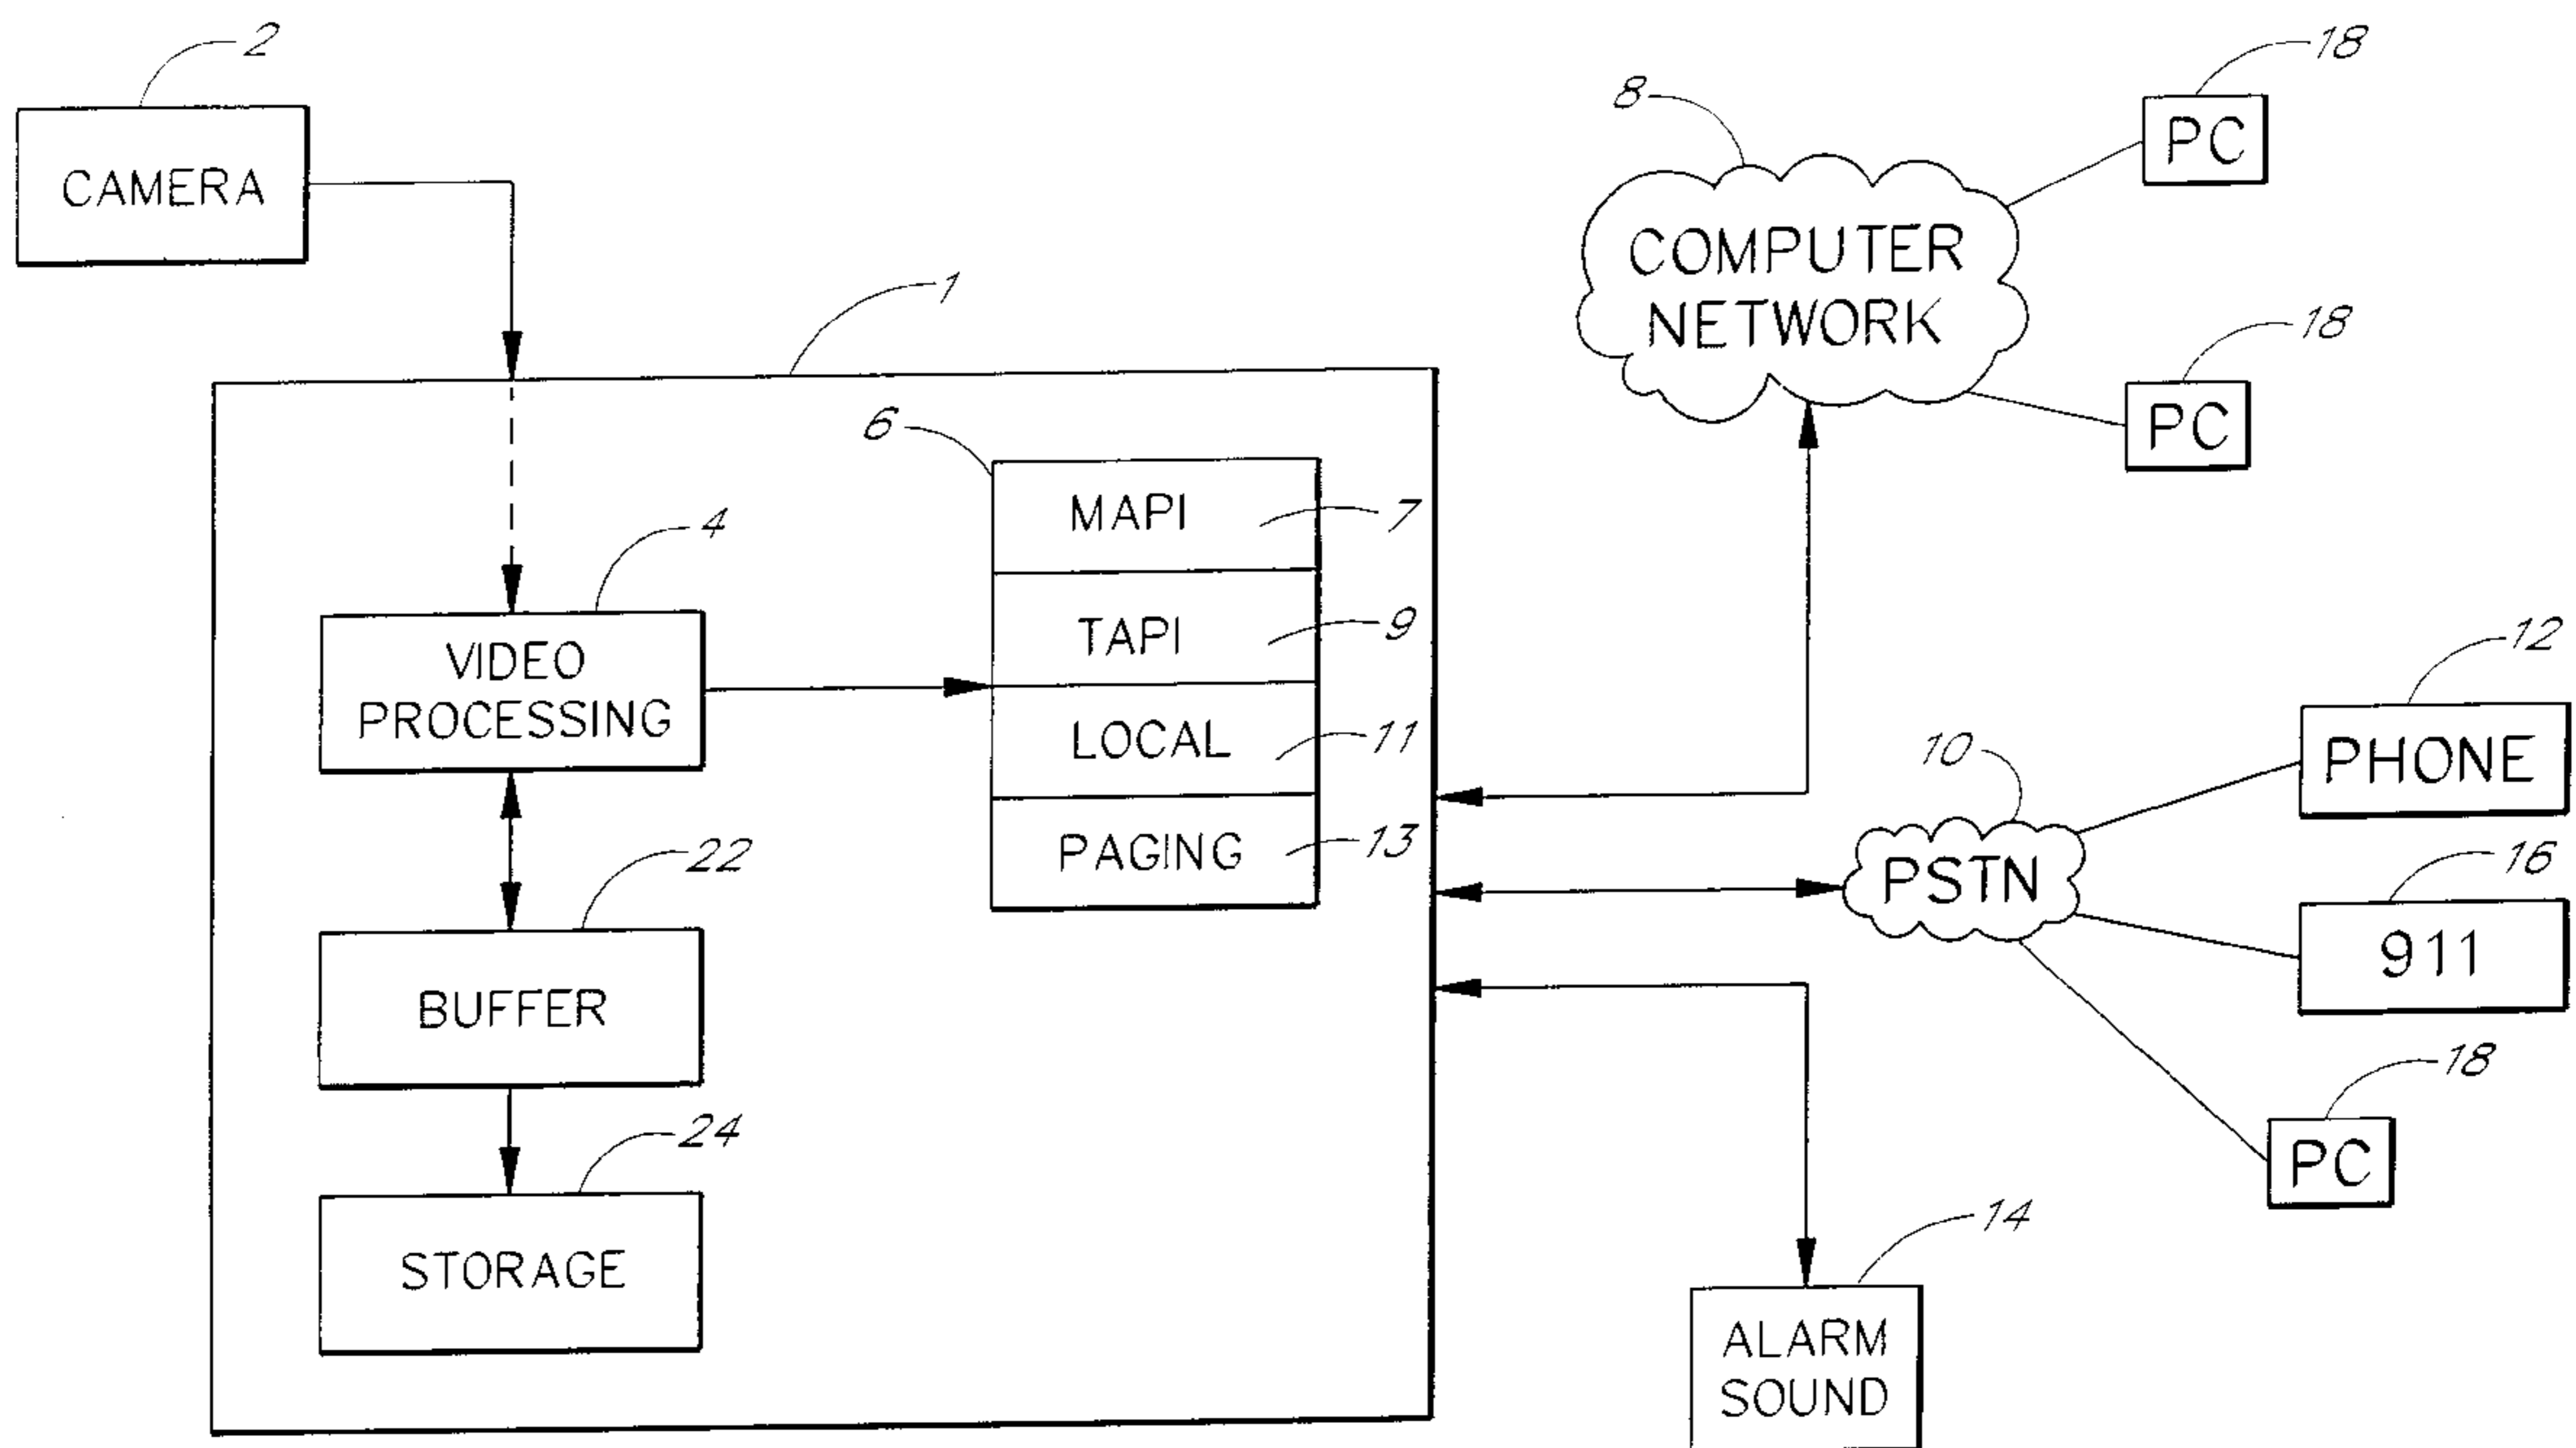 2
CAMERA
1
8
COMPUTER
NETWORK
18
PC
18
PC
6
MAPI
7
TAPI
9
LOCAL
11
PAGING
13
4
VIDEO
PROCESSING
22
BUFFER
24
STORAGE
10
PSTN
12
PHONE
16
911
18
PC
14
ALARM
SOUND